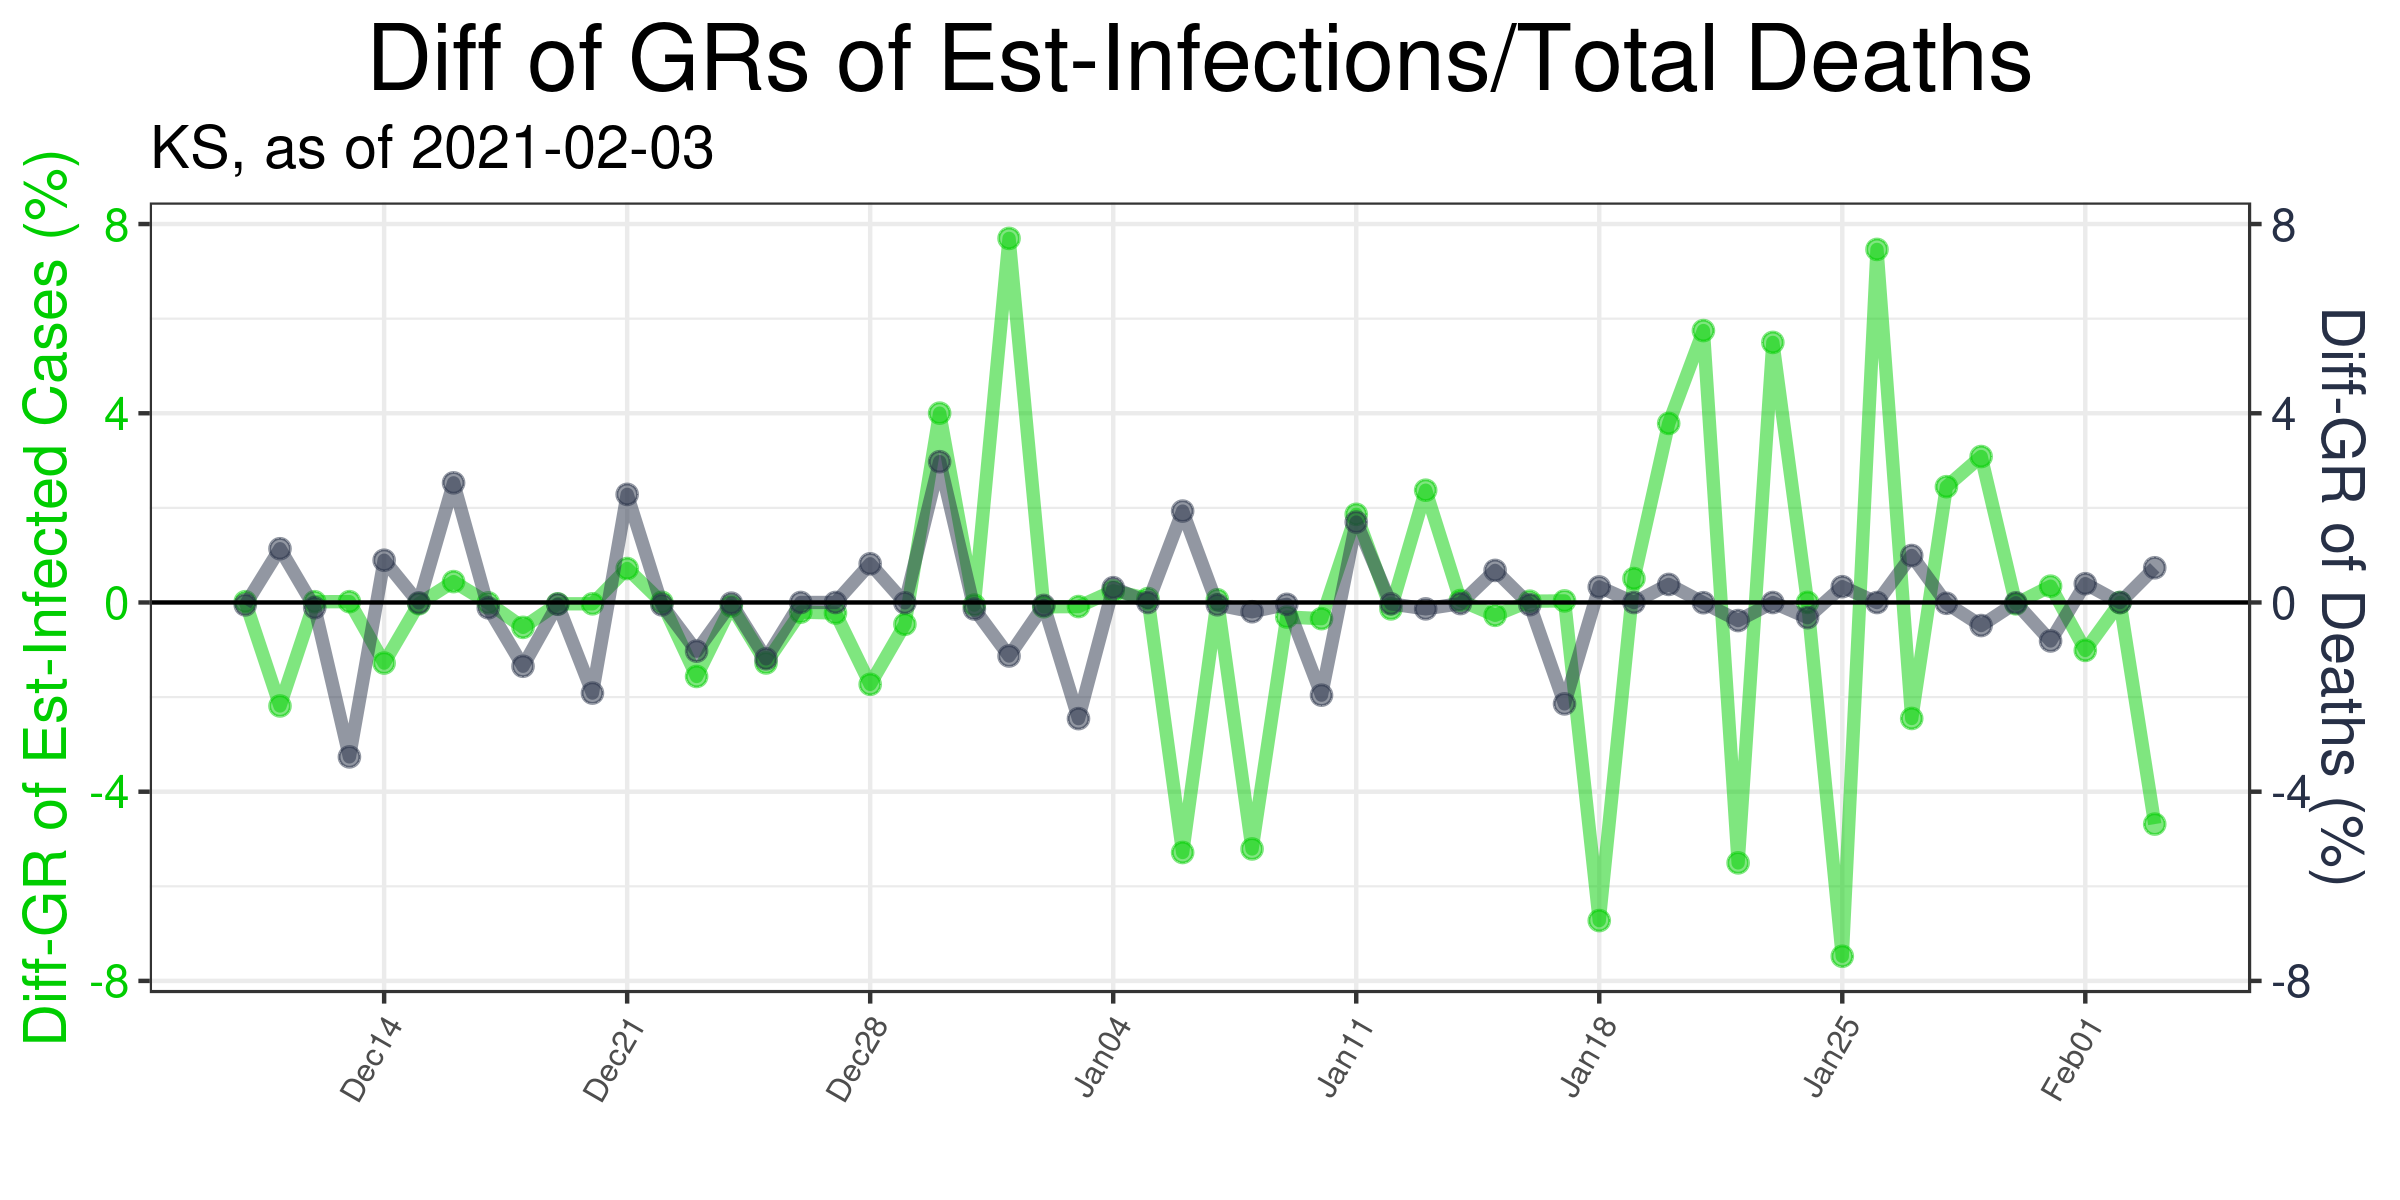 Diff of GRs of Est-Infections/Total Deaths
KS, as of 2021-02-03
Diff-GR of Est-Infected Cases (%)
8
4
0
-4
-8
8
4
0
-4
-8
Diff-GR of Deaths (%)
Dec14
Dec21
Dec28
Jan04
Jan11
Jan18
Jan25
Feb01